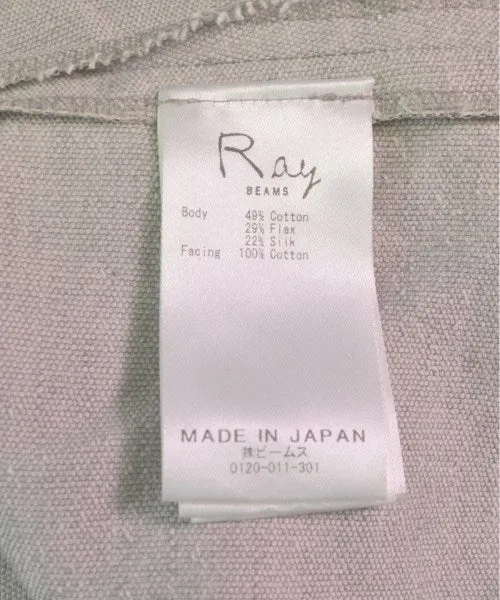 Ray
BEAMS
Body 49% Cotton
29% Flax
22% Silk
Facing 100% Cotton
MADE IN JAPAN
㈱ビームス
0120-011-301